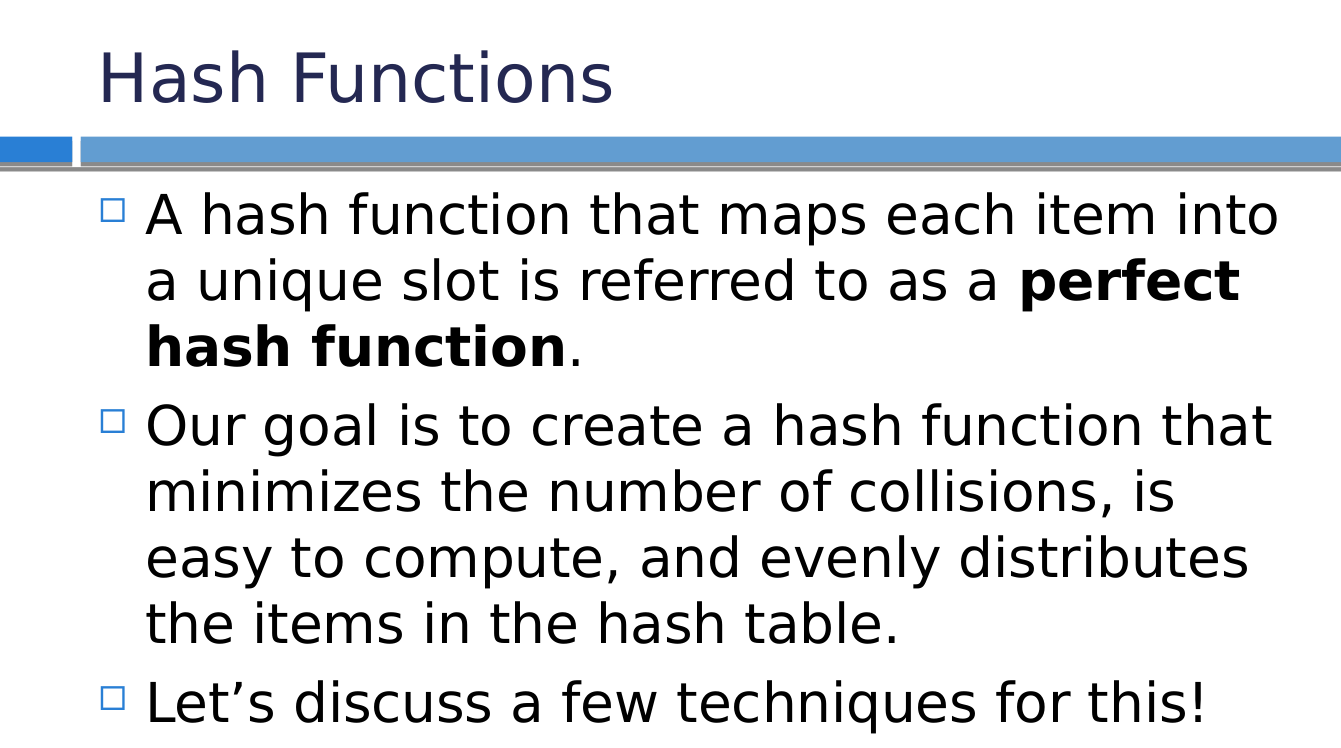 Hash Functions
A hash function that maps each item into
a unique slot is referred to as a perfect
hash function.
Our goal is to create a hash function that
minimizes the number of collisions, is
easy to compute, and evenly distributes
the items in the hash table.
Let’s discuss a few techniques for this!